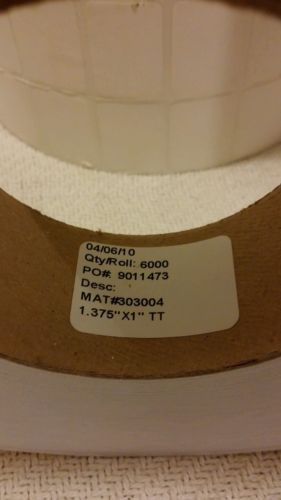 04/06/10
Qty/Roll: 6000
PO#: 9011473
Desc:
MAT#303004
1.375"X1" TT